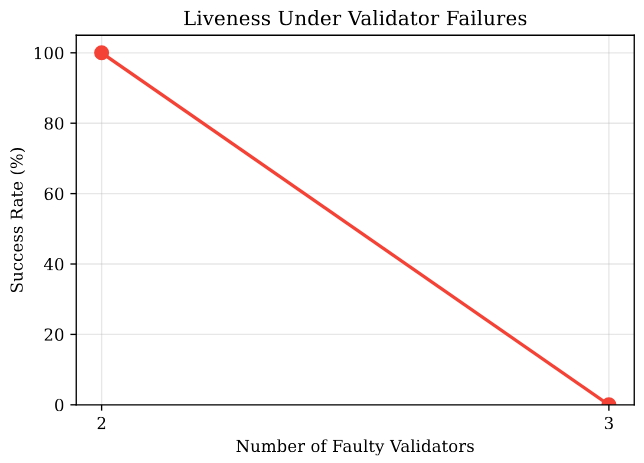 Liveness Under Validator Failures
Success Rate (%)
100
80
60
40
20
0
2
3
Number of Faulty Validators